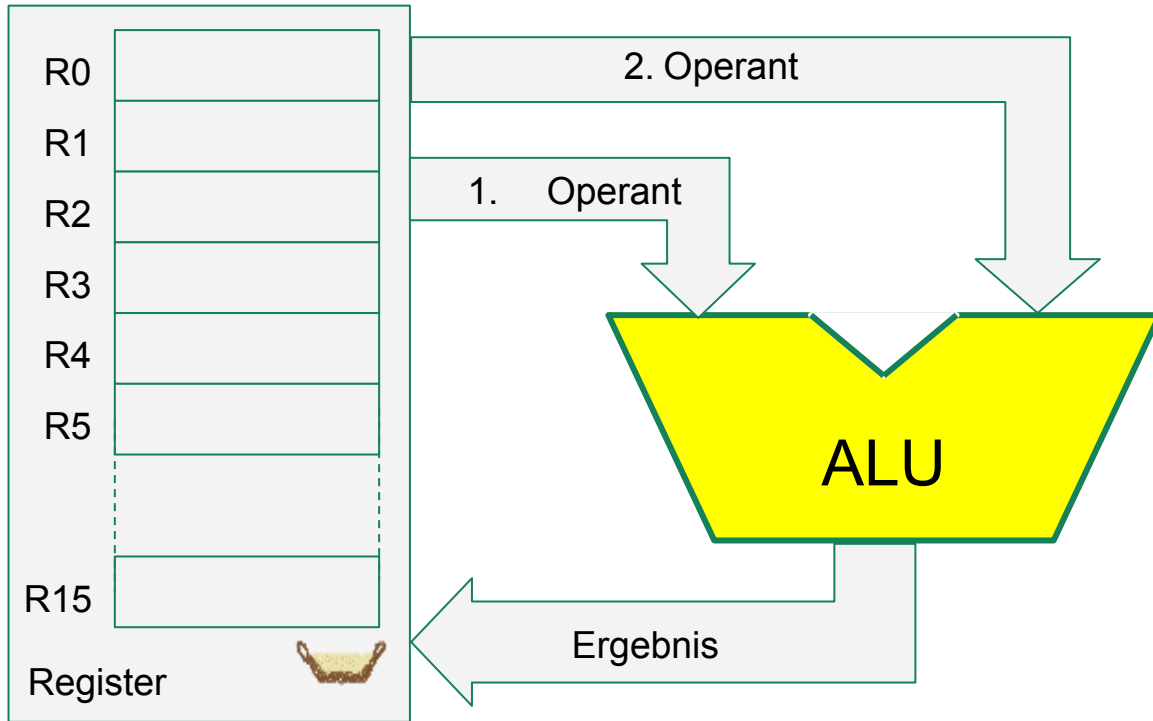 R0
R1
R2
R3
R4
R5
R15
Register
2. Operant
1. Operant
ALU
Ergebnis